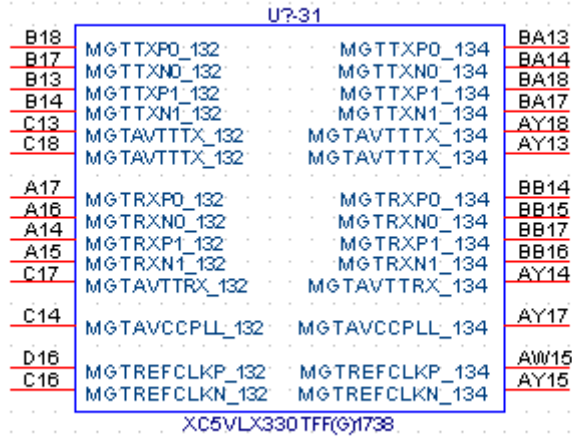 U?-31
B18 MGTTXP0_132 MGTTXP0_134 BA13
B17 MGTTXN0_132 MGTTXN0_134 BA14
B13 MGTTXP1_132 MGTTXP1_134 BA18
B14 MGTTXN1_132 MGTTXN1_134 BA17
C13 MGTAVTTTX_132 MGTAVTTTX_134 AY18
C18 MGTAVTTTX_132 MGTAVTTTX_134 AY13
A17 MGTRXP0_132 MGTRXP0_134 BB14
A16 MGTRXN0_132 MGTRXN0_134 BB15
A14 MGTRXP1_132 MGTRXP1_134 BB17
A15 MGTRXN1_132 MGTRXN1_134 BB16
C17 MGTAVTTRX_132 MGTAVTTRX_134 AY14
C14 MGTAVCCPLL_132 MGTAVCCPLL_134 AY17
D16 MGTREFCLKP_132 MGTREFCLKP_134 AW15
C16 MGTREFCLKN_132 MGTREFCLKN_134 AY15
XC5VLX330TFF(G)1738